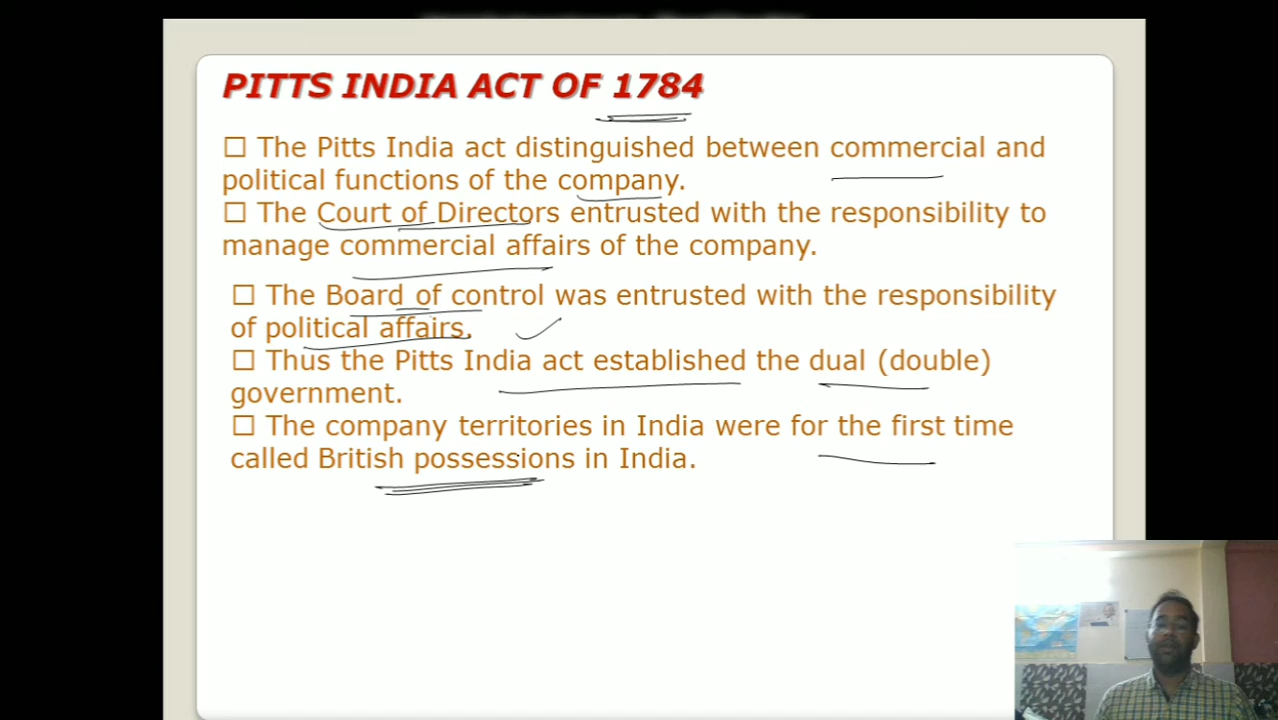 PITTS INDIA ACT OF 1784
☐ The Pitts India act distinguished between commercial and
political functions of the company.
☐ The Court of Directors entrusted with the responsibility to
manage commercial affairs of the company.
☐ The Board of control was entrusted with the responsibility
of political affairs.
☐ Thus the Pitts India act established the dual (double)
government.
☐ The company territories in India were for the first time
called British possessions in India.